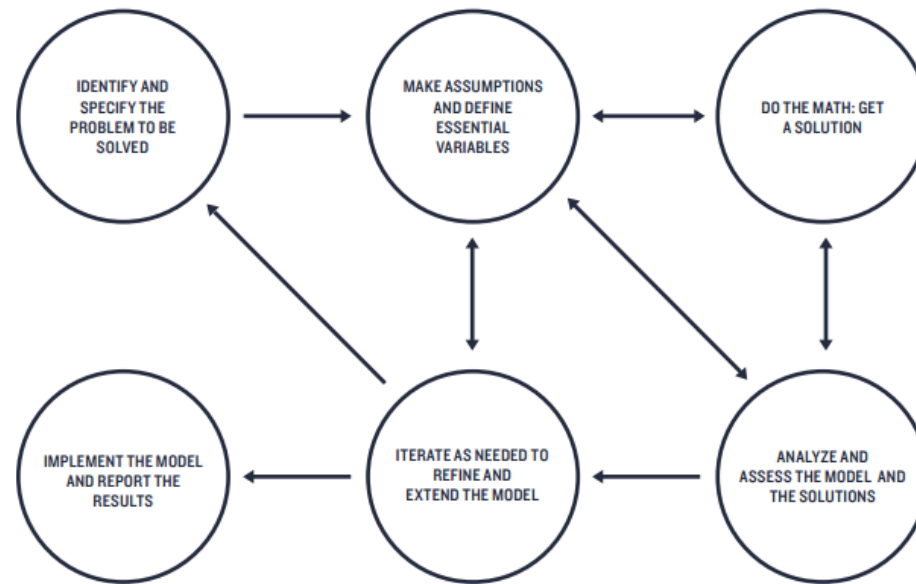 IDENTIFY AND
SPECIFY THE
PROBLEM TO BE
SOLVED
MAKE ASSUMPTIONS
AND DEFINE
ESSENTIAL
VARIABLES
DO THE MATH: GET
A SOLUTION
IMPLEMENT THE MODEL
AND REPORT THE
RESULTS
ITERATE AS NEEDED TO
REFINE AND
EXTEND THE MODEL
ANALYZE AND
ASSESS THE MODEL AND
THE SOLUTIONS